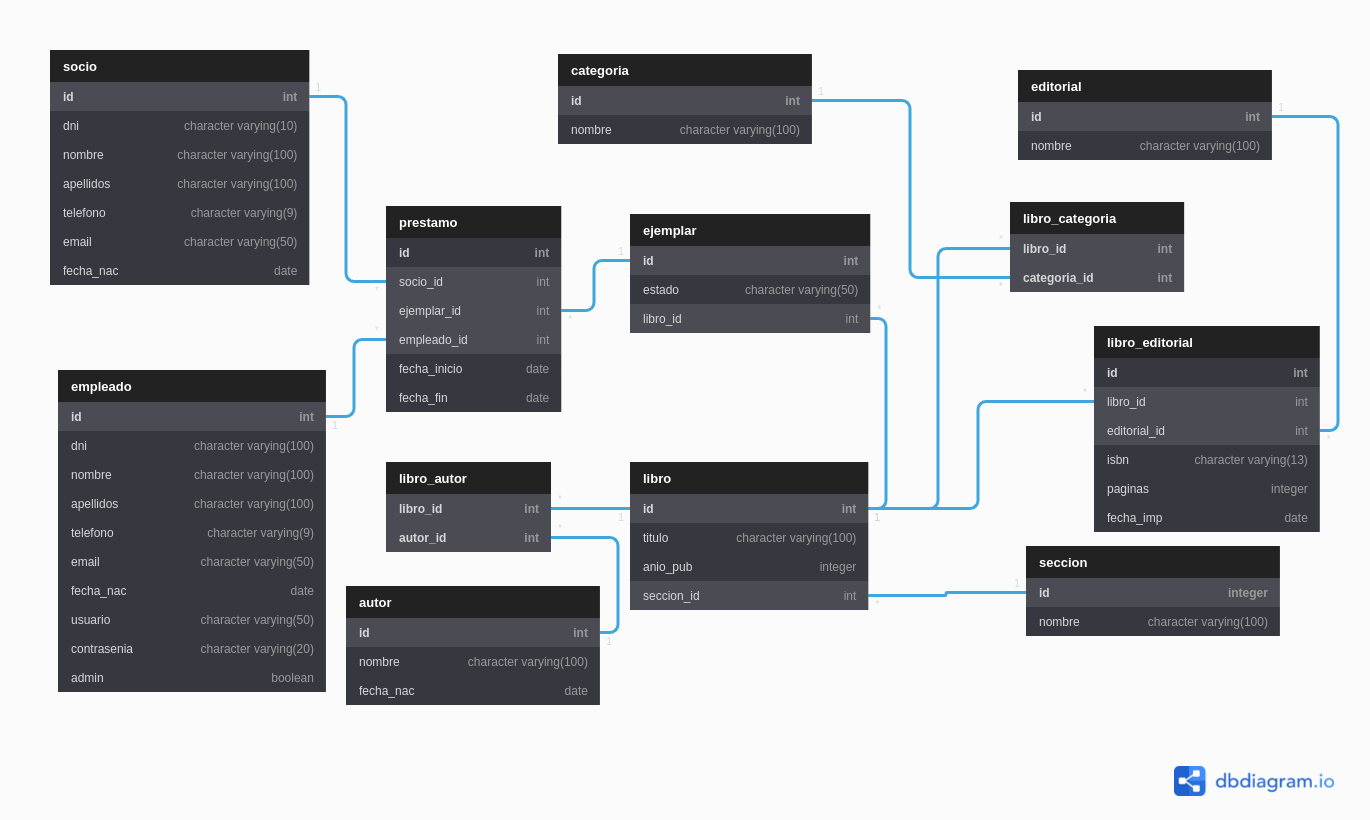 socio
id int
dni character varying(10)
nombre character varying(100)
apellidos character varying(100)
telefono character varying(9)
email character varying(50)
fecha_nac date
categoria
id int
nombre character varying(100)
editorial
id int
nombre character varying(100)
prestamo
id int
socio_id int
ejemplar_id int
empleado_id int
fecha_inicio date
fecha_fin date
ejemplar
id int
estado character varying(50)
libro_id int
libro_categoria
libro_id int
categoria_id int
libro_editorial
id int
libro_id int
editorial_id int
isbn character varying(13)
paginas integer
fecha_imp date
empleado
id int
dni character varying(100)
nombre character varying(100)
apellidos character varying(100)
telefono character varying(9)
email character varying(50)
fecha_nac date
usuario character varying(50)
contrasenia character varying(20)
admin boolean
libro_autor
libro_id int
autor_id int
libro
id int
titulo character varying(100)
anio_pub integer
seccion_id int
seccion
id integer
nombre character varying(100)
autor
id int
nombre character varying(100)
fecha_nac date
1
1
1
*
*
1
1
*
*
*
*
*
*
1
*
1
*
1
*
1
1
*
dbdiagram.io